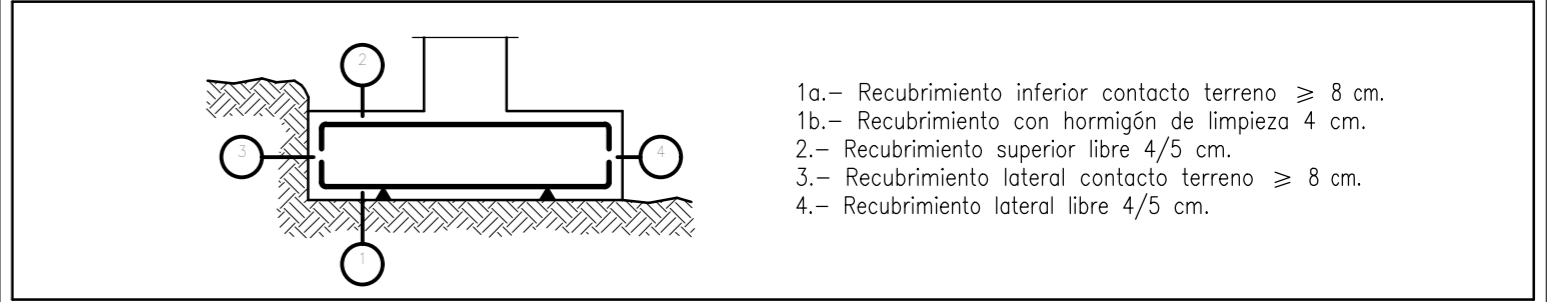 2
3
4
1
1a.- Recubrimiento inferior contacto terreno ⩾ 8 cm.
1b.- Recubrimiento con hormigón de limpieza 4 cm.
2.- Recubrimiento superior libre 4/5 cm.
3.- Recubrimiento lateral contacto terreno ⩾ 8 cm.
4.- Recubrimiento lateral libre 4/5 cm.